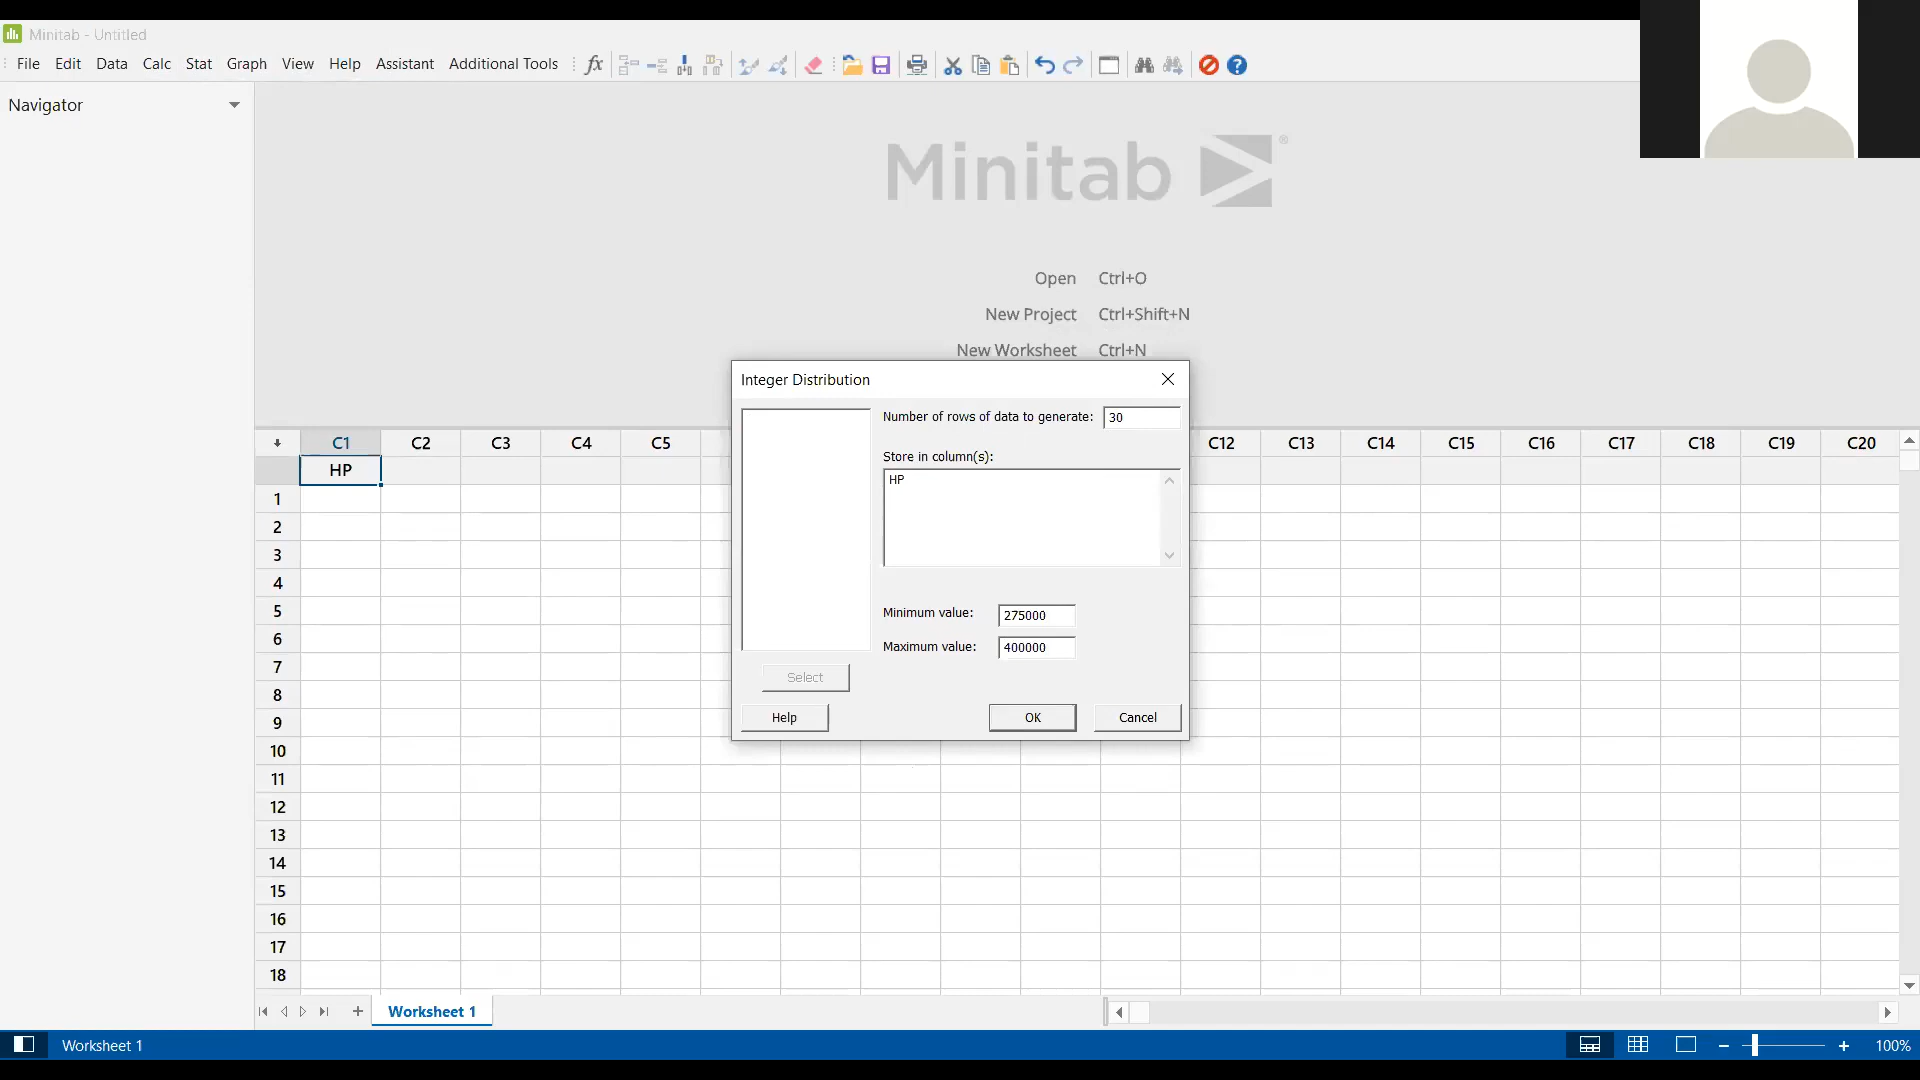 Minitab - Untitled
File Edit Data Calc Stat Graph View Help Assistant Additional Tools fx
Navigator
Minitab ®
Open Ctrl+O
New Project Ctrl+Shift+N
New Worksheet Ctrl+N
Integer Distribution
Number of rows of data to generate: 30
Store in column(s):
HP
Minimum value: 275000
Maximum value: 400000
Select
Help OK Cancel
C1 C2 C3 C4 C5 C12 C13 C14 C15 C16 C17 C18 C19 C20
HP
1
2
3
4
5
6
7
8
9
10
11
12
13
14
15
16
17
18
+ Worksheet 1
Worksheet 1 − + 100%